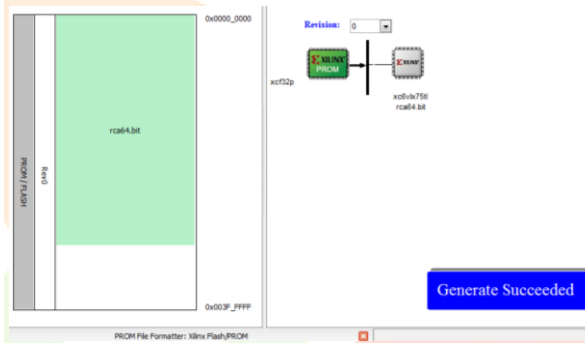 0x0000_0000
rca64.bit
PROM / FLASH
Rev0
0x003F_FFFF
Revision: 0
XILINX
PROM
xcf32p
XILINX
xc6vlx75tl
rca64.bit
Generate Succeeded
PROM File Formatter: Xilinx Flash/PROM